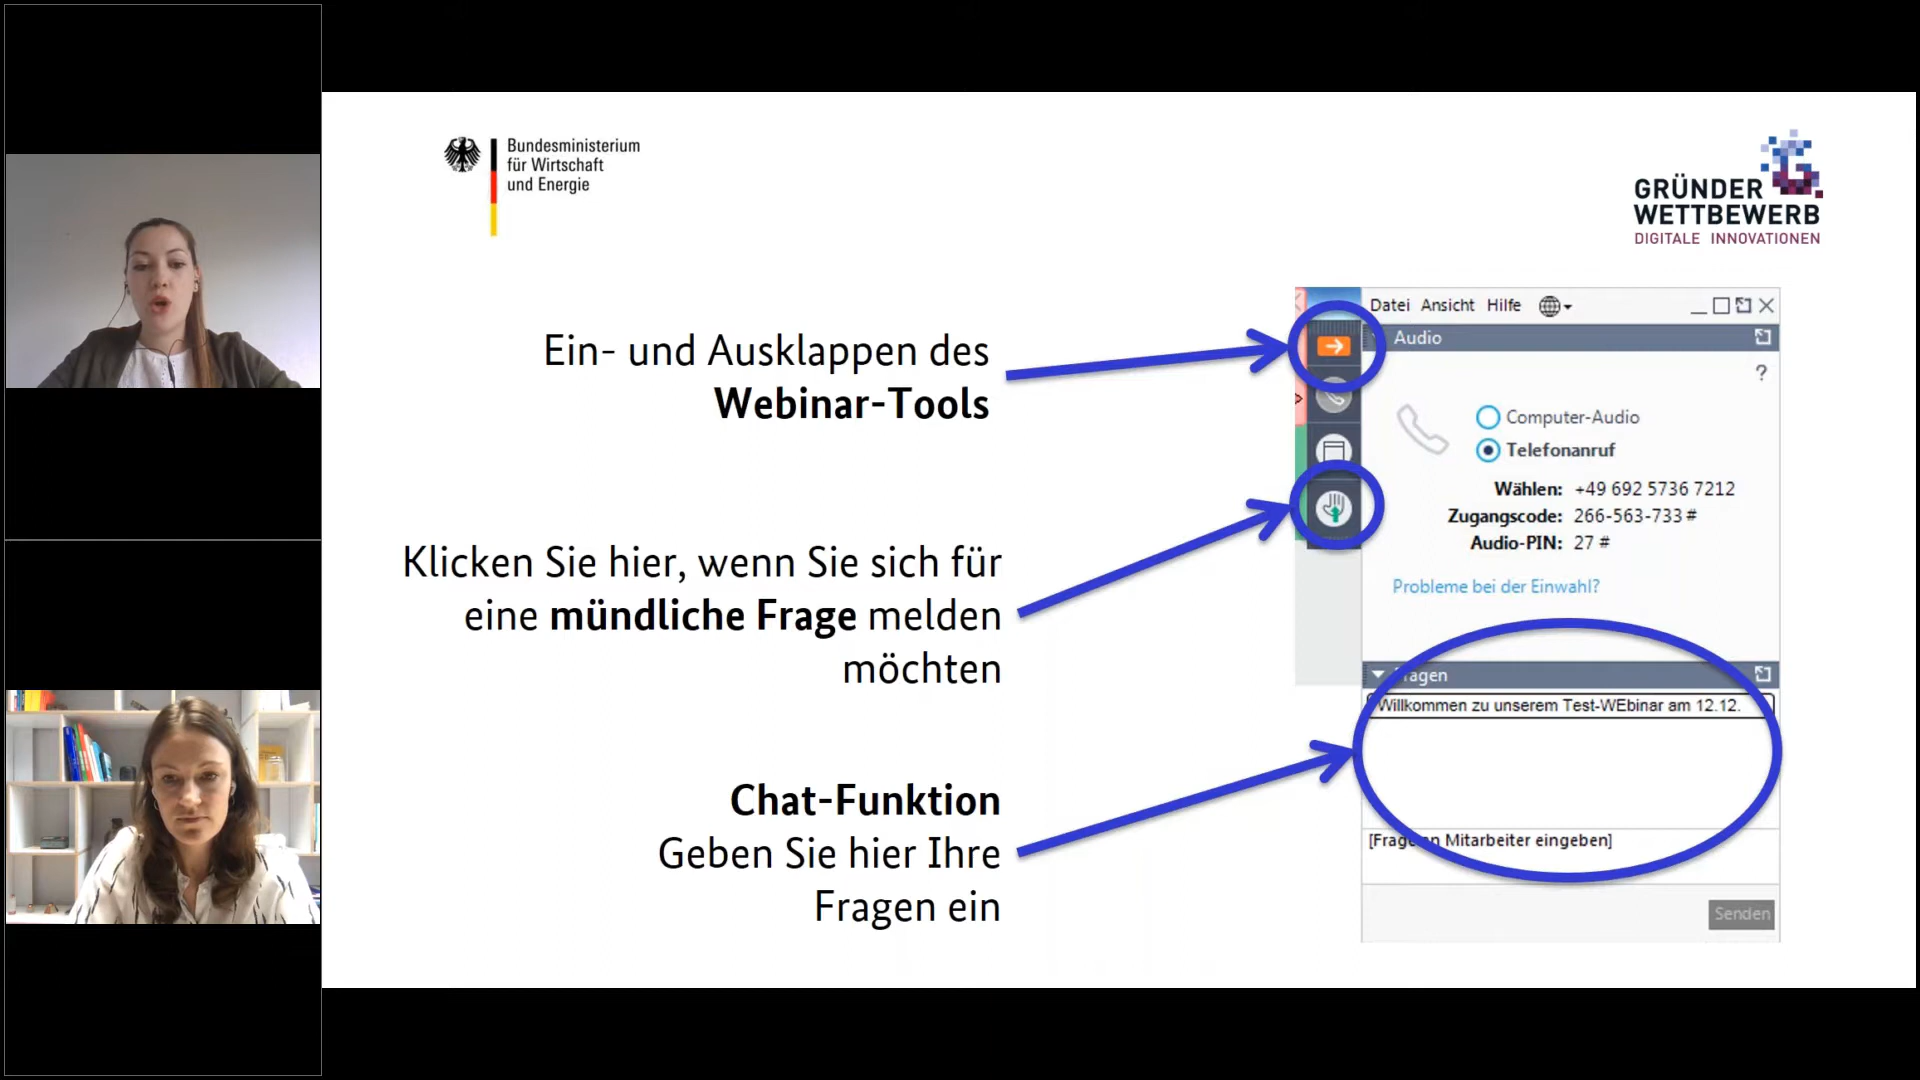 Bundesministerium
für Wirtschaft
und Energie
GRÜNDER
WETTBEWERB
DIGITALE INNOVATIONEN
Ein- und Ausklappen des
Webinar-Tools
Klicken Sie hier, wenn Sie sich für
eine mündliche Frage melden
möchten
Chat-Funktion
Geben Sie hier Ihre
Fragen ein
Datei Ansicht Hilfe
Audio
?
Computer-Audio
Telefonanruf
Wählen: +49 692 5736 7212
Zugangscode: 266-563-733 #
Audio-PIN: 27 #
Probleme bei der Einwahl?
Fragen
Willkommen zu unserem Test-WEbinar am 12.12.
[Frage an Mitarbeiter eingeben]
Senden